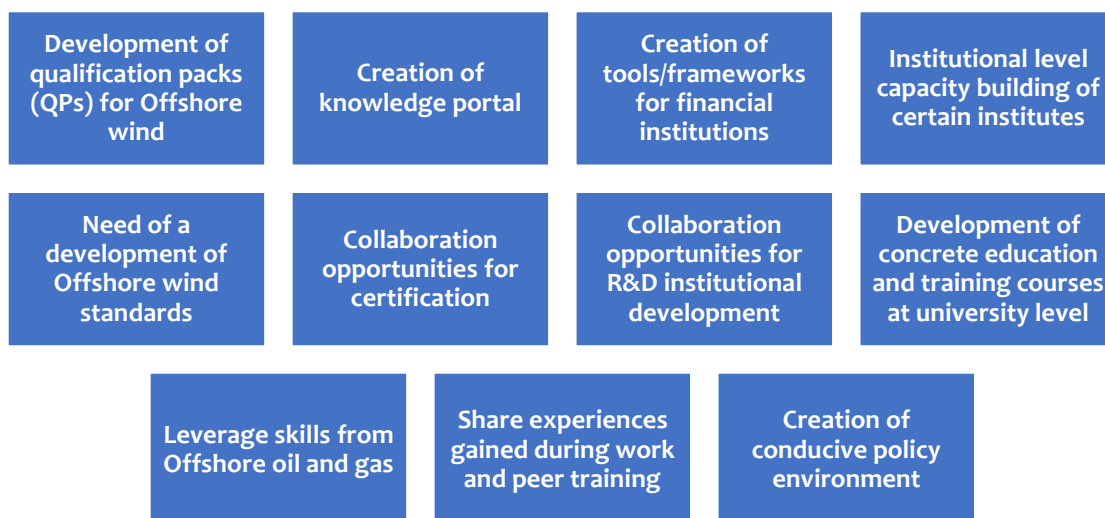 Development of
qualification packs
(QPs) for Offshore
wind
Creation of
knowledge portal
Creation of
tools/frameworks
for financial
institutions
Institutional level
capacity building of
certain institutes
Need of a
development of
Offshore wind
standards
Collaboration
opportunities for
certification
Collaboration
opportunities for
R&D institutional
development
Development of
concrete education
and training courses
at university level
Leverage skills from
Offshore oil and gas
Share experiences
gained during work
and peer training
Creation of
conducive policy
environment